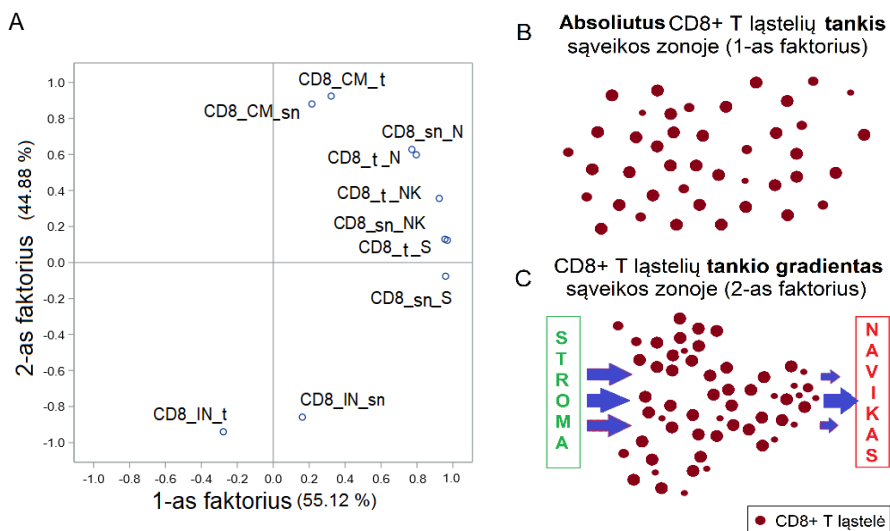 A
CD8_CM_t
CD8_CM_sn
CD8_sn_N
CD8_t_N
CD8_t_NK
CD8_sn_NK
CD8_t_S
CD8_sn_S
CD8_IN_sn
CD8_IN_t
2-as faktorius (44.88 %)
1.0
0.8
0.6
0.4
0.2
0.0
-0.2
-0.4
-0.6
-0.8
-1.0
-1.0 -0.8 -0.6 -0.4 -0.2 0.0 0.2 0.4 0.6 0.8 1.0
1-as faktorius (55.12 %)
B
Absoliutus CD8+ T ląstelių tankis
sąveikos zonoje (1-as faktorius)
C
CD8+ T ląstelių tankio gradientas
sąveikos zonoje (2-as faktorius)
STROMA
NAVIKAS
CD8+ T ląstelė